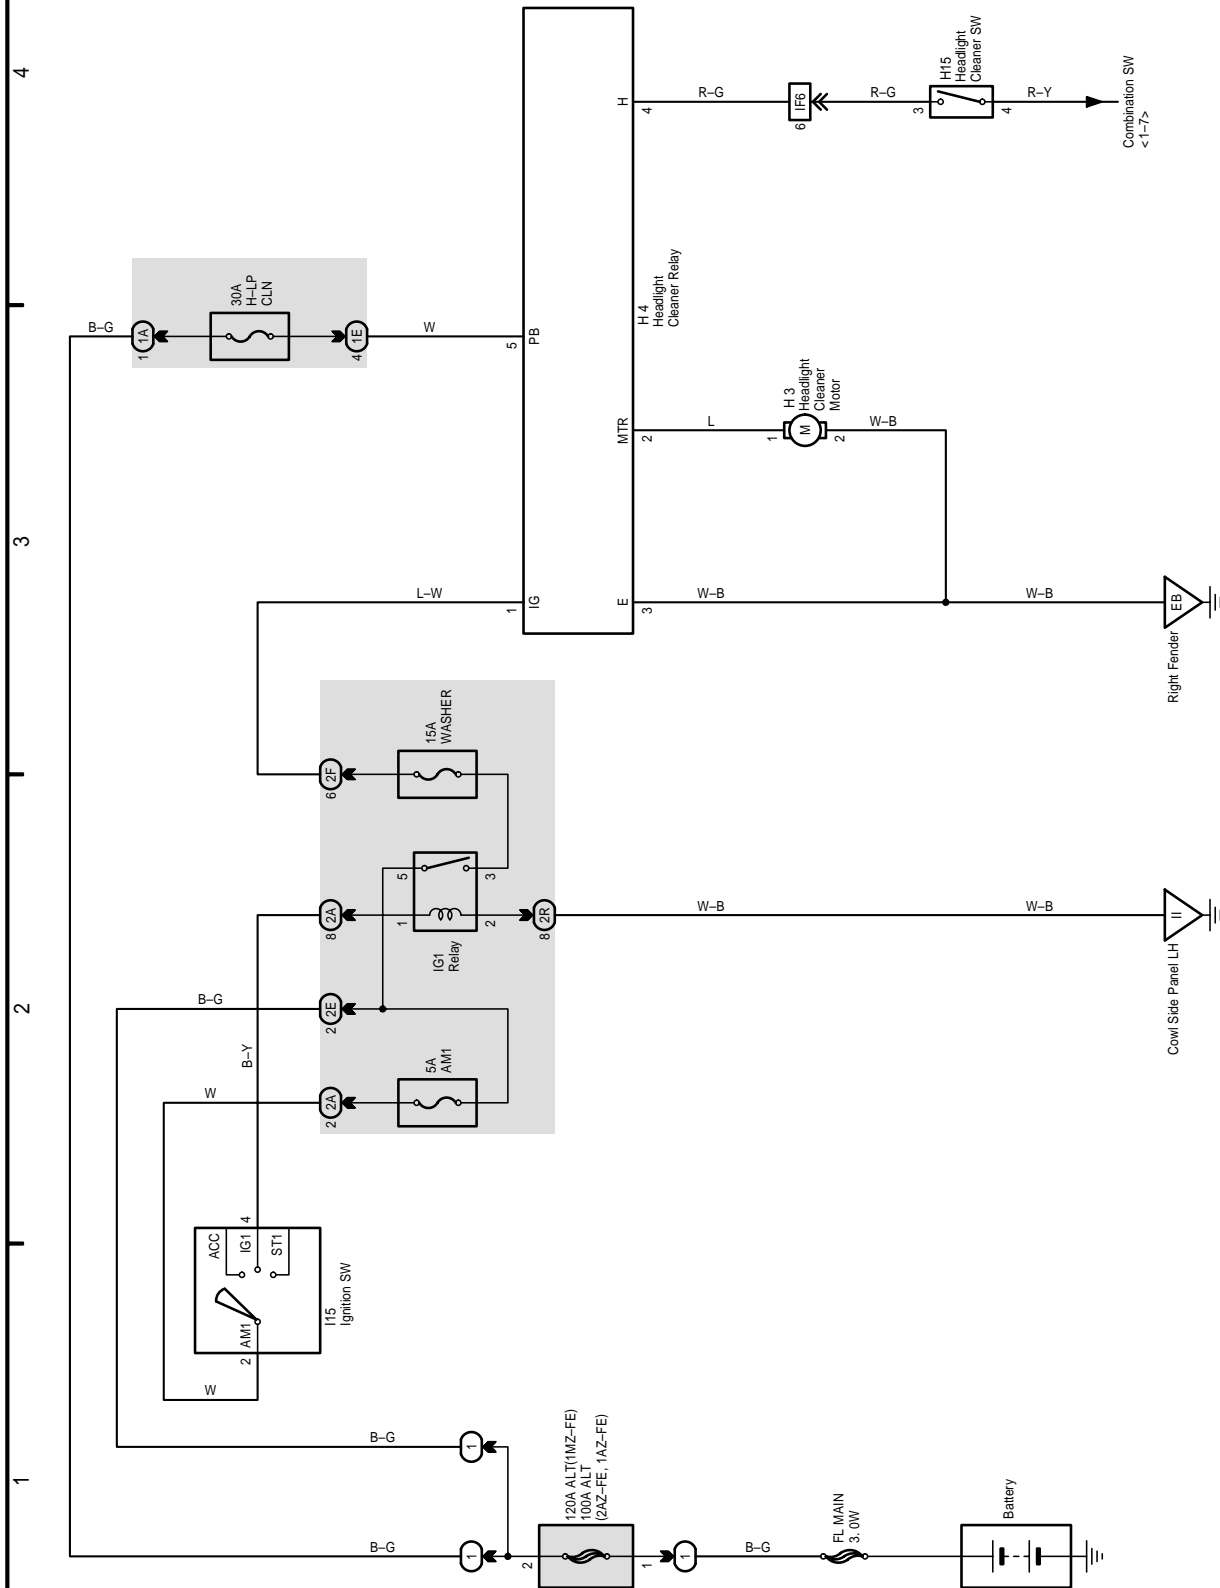 4
3
2
1
H
4
R–G
6
IF6
R–G
3
H15
Headlight
Cleaner SW
4
R–Y
Combination SW
<1–7>
30A
H–LP
CLN
B–G
1
1A
4
1E
W
5
PB
H 4
Headlight
Cleaner Relay
MTR
2
L
1
H 3
Headlight
Cleaner
Motor
M
2
W–B
L–W
1
IG
E
3
W–B
W–B
EB
Right Fender
15A
WASHER
6
2F
5
3
8
2A
1
2
8
2R
IG1
Relay
W–B
W–B
II
Cowl Side Panel LH
B–G
2
2E
B–Y
5A
AM1
W
2
2A
ACC
IG1
4
ST1
AM1
2
I15
Ignition SW
W
B–G
1
120A ALT(1MZ–FE)
100A ALT
(2AZ–FE, 1AZ–FE)
B–G
1
2
1
1
B–G
FL MAIN
3. 0W
Battery